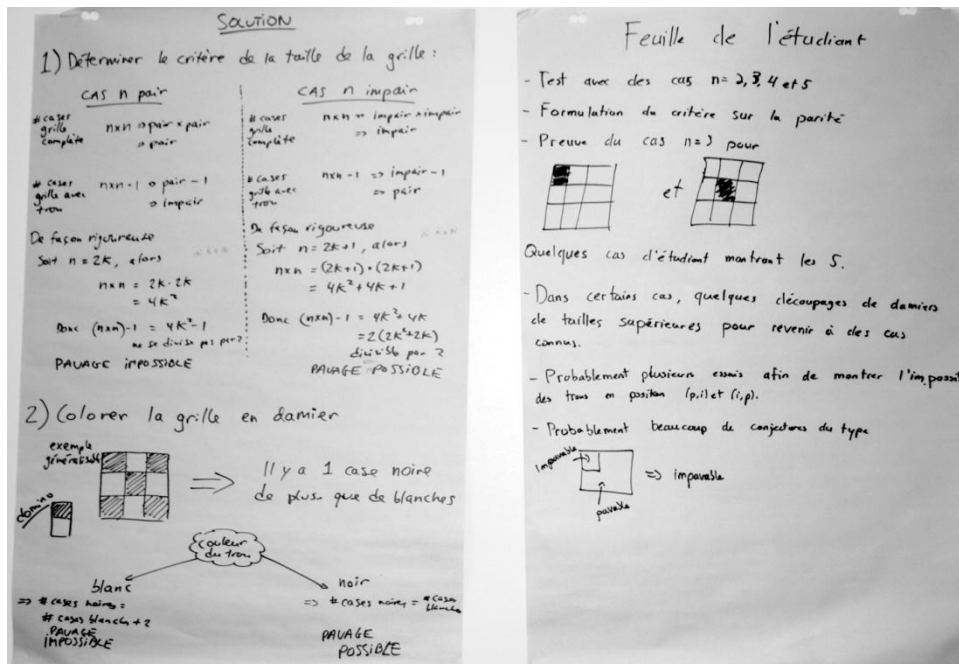 SOLUTION
1) Déterminer le critère de la taille de la grille :
CAS n pair
# cases
grille
complète
n×n => pair × pair
=> pair
# cases
grille avec
trou
n×n - 1 => pair - 1
=> impair
De façon rigoureuse
Soit n = 2k, alors
n×n = 2k · 2k
= 4k²
Donc (n×n)-1 = 4k²-1
ne se divise pas par 2
PAVAGE IMPOSSIBLE
CAS n impair
# cases
grille
complète
n×n => impair × impair
=> impair
# cases
grille avec
trou
n×n - 1 => impair - 1
=> pair
De façon rigoureuse
Soit n = 2k+1, alors
n×n = (2k+1) · (2k+1)
= 4k² + 4k + 1
Donc (n×n)-1 = 4k² + 4k
= 2(2k²+2k)
divisible par 2
PAVAGE POSSIBLE
2) Colorer la grille en damier
exemple
généralisable
domino
Il y a 1 case noire
de plus que de blanches
couleur
du trou
blanc
=> # cases noires =
# cases blanches + 2
PAVAGE
IMPOSSIBLE
noir
=> # cases noires = # cases
blanches
PAVAGE
POSSIBLE
Feuille de l'étudiant
- Test avec des cas n= 2, 3, 4 et 5
- Formulation du critère sur la parité
- Preuve du cas n=3 pour
et
Quelques cas d'étudiant montrant les 5.
- Dans certains cas, quelques découpages de damiers
de tailles supérieures pour revenir à des cas
connus.
- Probablement plusieurs essais afin de montrer l'impossi
des trous en position (p,i) et (i,p).
- Probablement beaucoup de conjectures du type
impavable
pavable
=> impavable